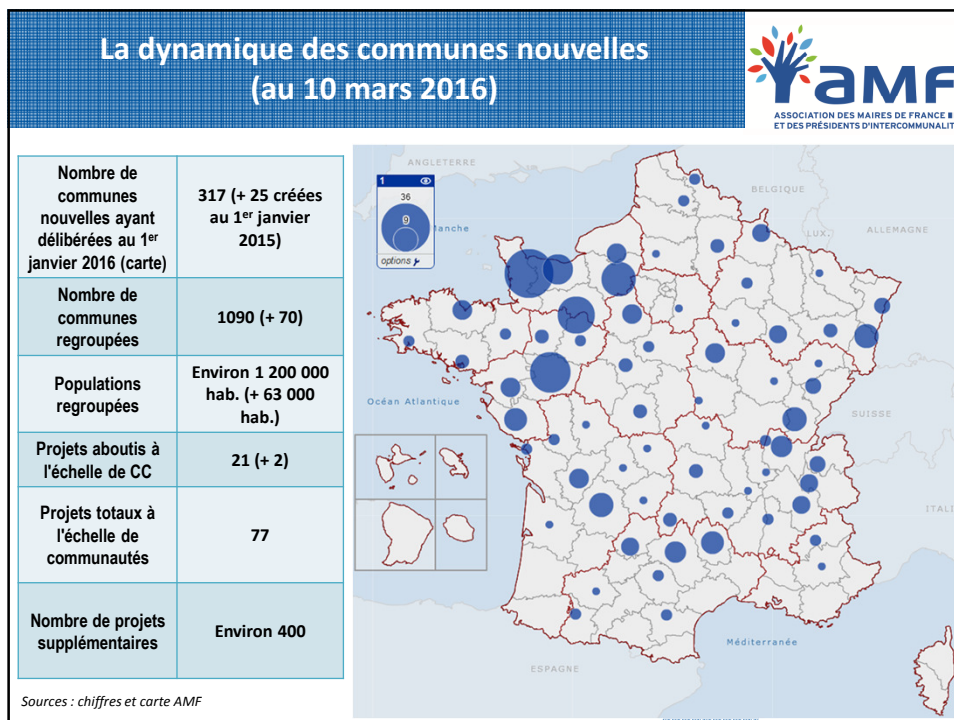 La dynamique des communes nouvelles
(au 10 mars 2016)
aMF
ASSOCIATION DES MAIRES DE FRANCE
ET DES PRÉSIDENTS D'INTERCOMMUNALIT
Nombre de
communes
nouvelles ayant
délibérées au 1er
janvier 2016 (carte)
317 (+ 25 créées
au 1er janvier
2015)
Nombre de
communes
regroupées
1090 (+ 70)
Populations
regroupées
Environ 1 200 000
hab. (+ 63 000
hab.)
Projets aboutis à
l'échelle de CC
21 (+ 2)
Projets totaux à
l'échelle de
communautés
77
Nombre de projets
supplémentaires
Environ 400
Sources : chiffres et carte AMF
ANGLETERRE
1
36
9
options
Manche
BELGIQUE
LUX.
ALLEMAGNE
Océan Atlantique
SUISSE
ITALI
Méditerranée
ESPAGNE